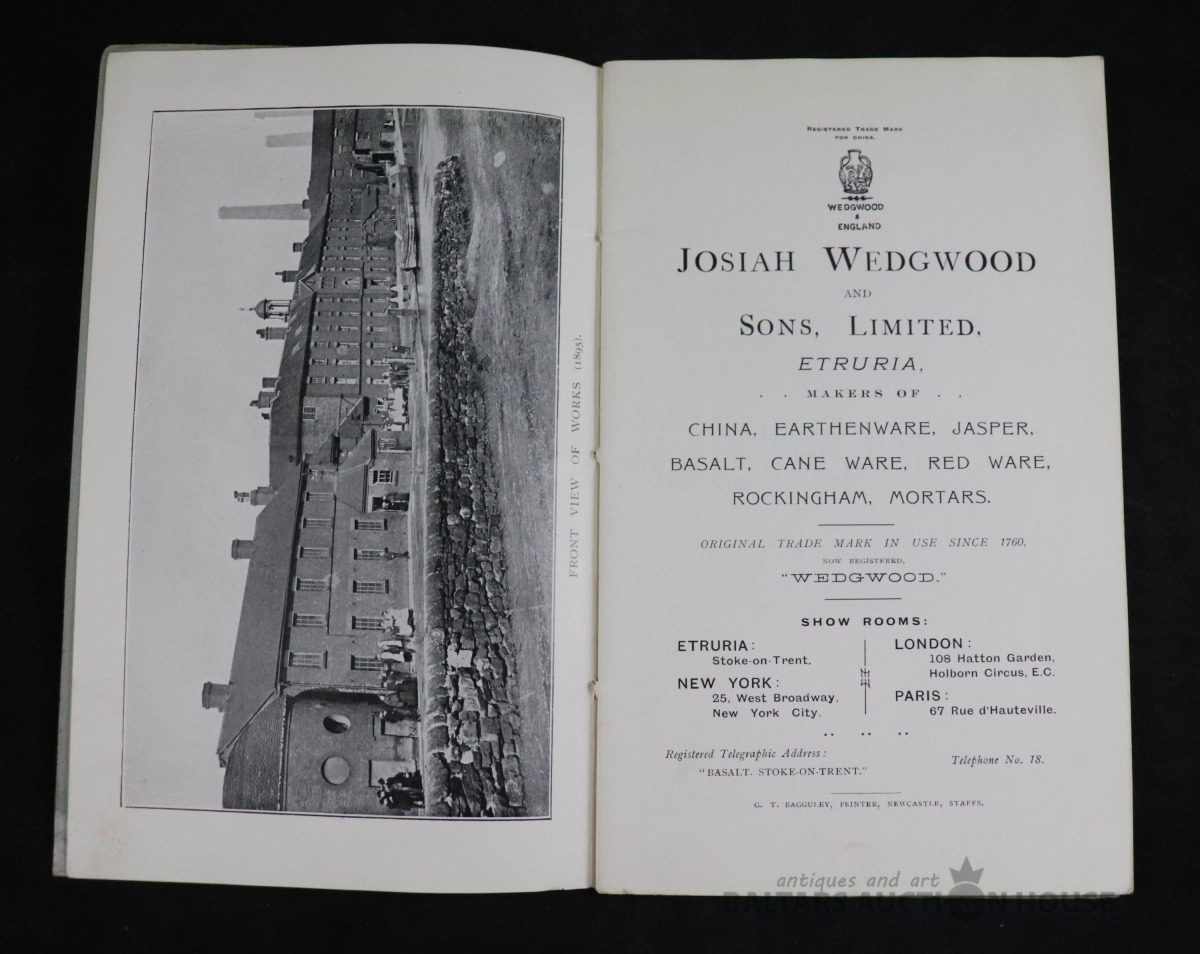 FRONT VIEW OF WORKS (1895).
REGISTERED TRADE MARK
FOR CHINA.
WEDGWOOD
&
ENGLAND
JOSIAH WEDGWOOD
AND
SONS, LIMITED,
ETRURIA,
. . MAKERS OF . .
CHINA, EARTHENWARE, JASPER,
BASALT, CANE WARE, RED WARE,
ROCKINGHAM, MORTARS.
ORIGINAL TRADE MARK IN USE SINCE 1760,
NOW REGISTERED,
"WEDGWOOD."
SHOW ROOMS:
ETRURIA:
Stoke-on-Trent.
NEW YORK:
25, West Broadway,
New York City.
LONDON:
108 Hatton Garden,
Holborn Circus, E.C.
PARIS:
67 Rue d'Hauteville.
Registered Telegraphic Address:
"BASALT. STOKE-ON-TRENT."
Telephone No. 18.
G. T. BAGGULEY, PRINTER, NEWCASTLE, STAFFS.
antiques and art
BALTARS AUCTION HOUSE